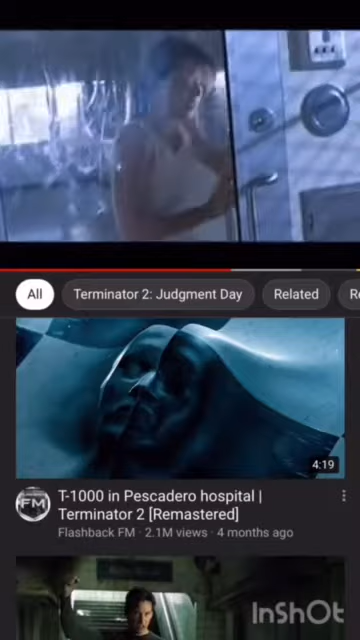 All
Terminator 2: Judgment Day
Related
4:19
FM
T-1000 in Pescadero hospital |
Terminator 2 [Remastered]
Flashback FM · 2.1M views · 4 months ago
InShOt